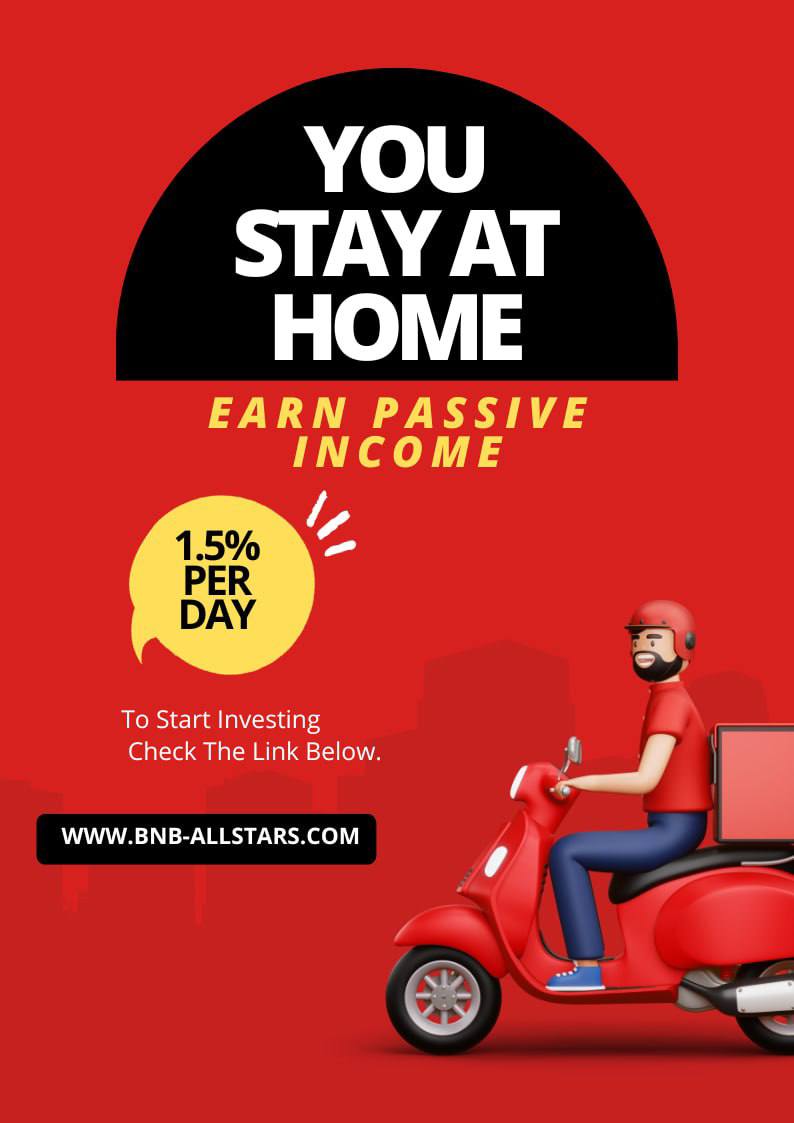 YOU
STAY AT
HOME
EARN PASSIVE
INCOME
1.5%
PER
DAY
To Start Investing
Check The Link Below.
WWW.BNB-ALLSTARS.COM